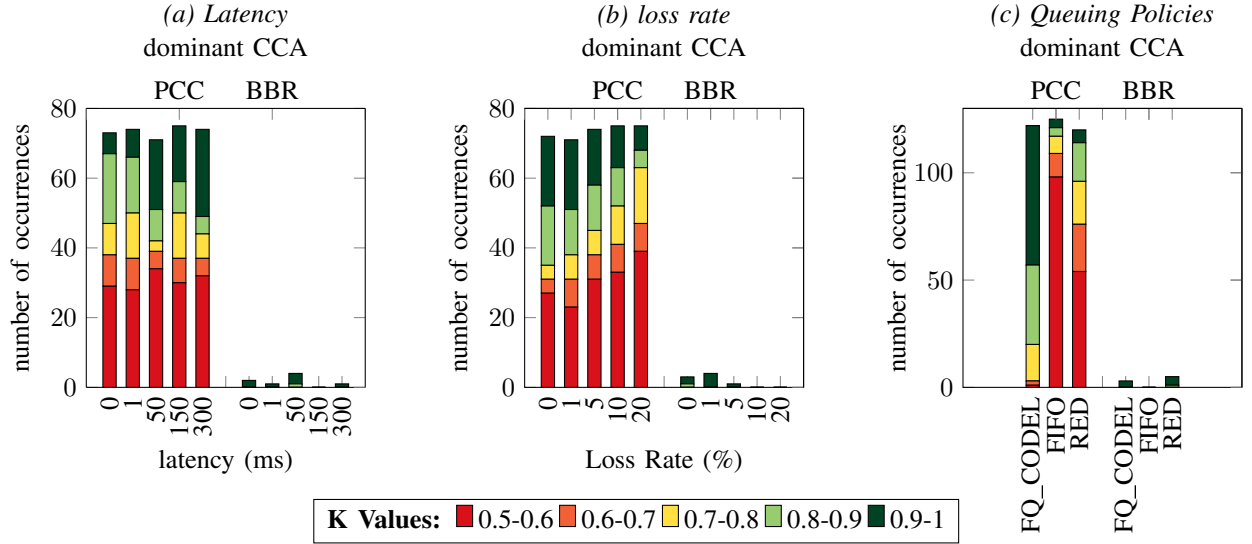 (a) Latency
dominant CCA
PCC BBR
80
60
40
20
0
number of occurrences
0 1 50 150 300 0 1 50 150 300
latency (ms)
(b) loss rate
dominant CCA
PCC BBR
80
60
40
20
0
number of occurrences
0 1 5 10 20 0 1 5 10 20
Loss Rate (%)
(c) Queuing Policies
dominant CCA
PCC BBR
100
50
0
number of occurrences
FQ_CODEL FIFO RED FQ_CODEL FIFO RED
K Values: 0.5-0.6 0.6-0.7 0.7-0.8 0.8-0.9 0.9-1